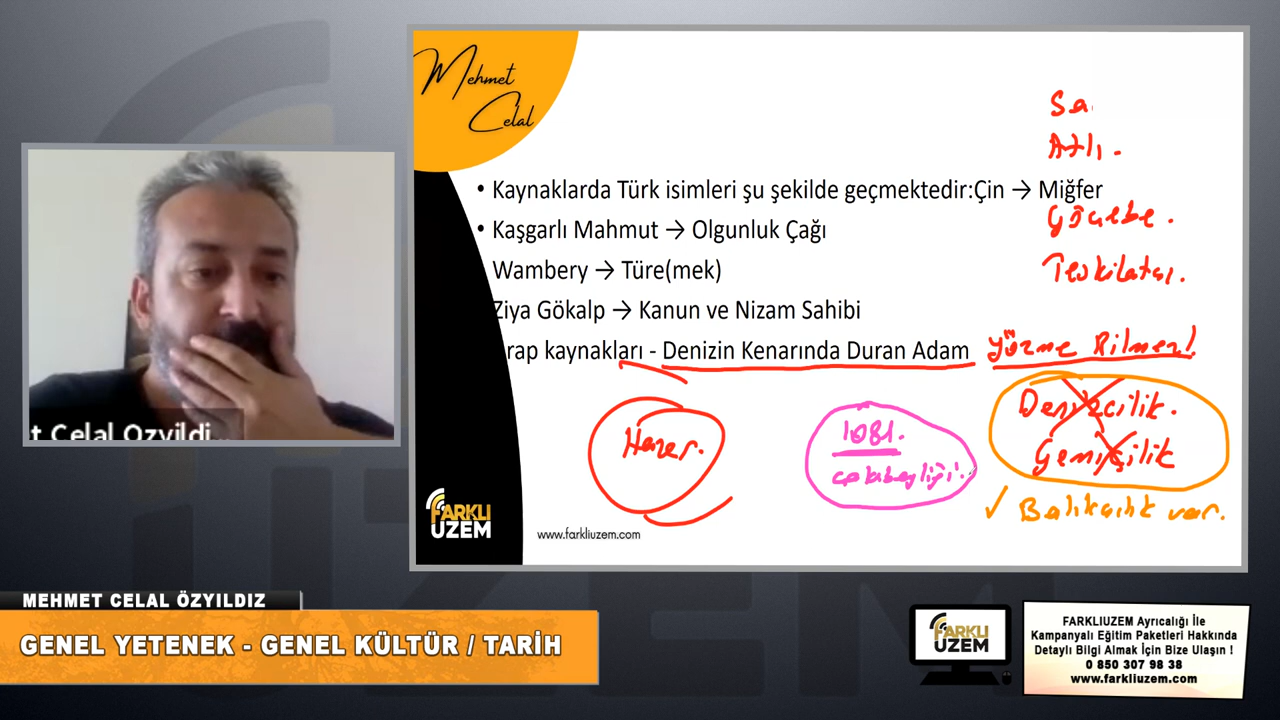 Mehmet
Celal
Sa
Atlı.
• Kaynaklarda Türk isimleri şu şekilde geçmektedir:Çin → Miğfer
• Kaşgarlı Mahmut → Olgunluk Çağı
Göçebe.
Wambery → Türe(mek)
Teşkilatçı.
Ziya Gökalp → Kanun ve Nizam Sahibi
rap kaynakları - Denizin Kenarında Duran Adam
Yüzme Bilmez!
Denizcilik.
Hazer.
1081.
Gemicilik
Çakabeyliği.
✓ Balıkçılık var.
t Celal Ozyildi...
FARKLI
UZEM
www.farkliuzem.com
MEHMET CELAL ÖZYILDIZ
GENEL YETENEK - GENEL KÜLTÜR / TARİH
FARKLI
UZEM
FARKLIUZEM Ayrıcalığı İle
Kampanyalı Eğitim Paketleri Hakkında
Detaylı Bilgi Almak İçin Bize Ulaşın !
0 850 307 98 38
www.farkliuzem.com
ÜZEM